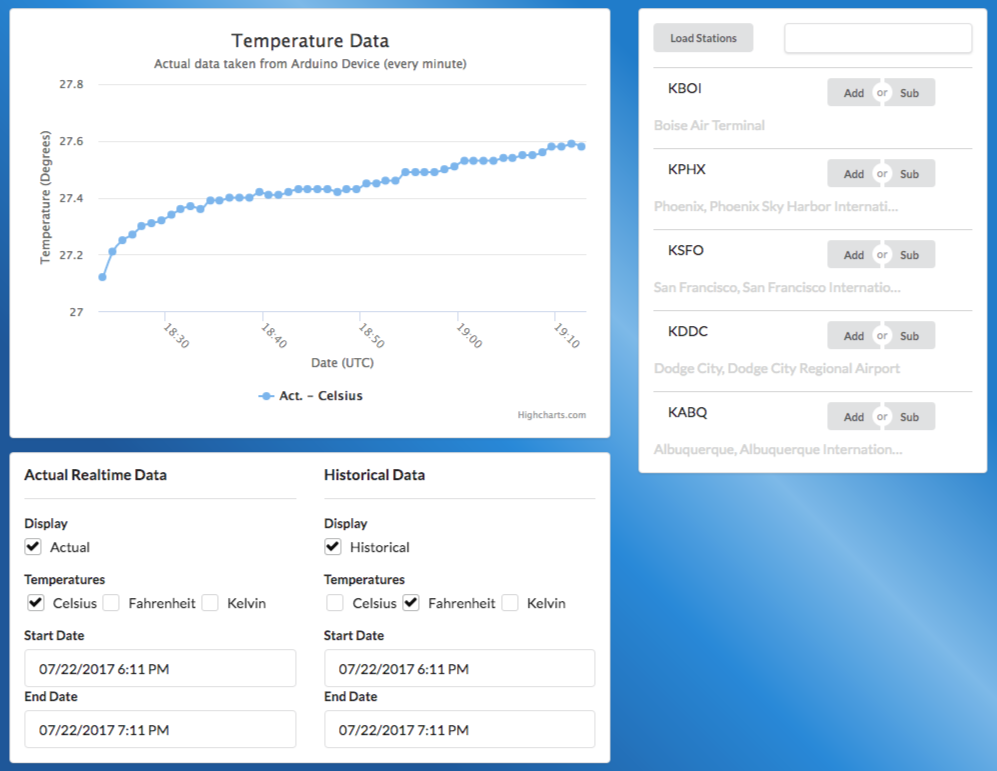 Temperature Data
Actual data taken from Arduino Device (every minute)
Temperature (Degrees)
27.8
27.6
27.4
27.2
27
18:30
18:40
18:50
19:00
19:10
Date (UTC)
Act. - Celsius
Highcharts.com
Load Stations
KBOI
Add or Sub
Boise Air Terminal
KPHX
Add or Sub
Phoenix, Phoenix Sky Harbor Internati...
KSFO
Add or Sub
San Francisco, San Francisco Internatio...
KDDC
Add or Sub
Dodge City, Dodge City Regional Airport
KABQ
Add or Sub
Albuquerque, Albuquerque Internation...
Actual Realtime Data
Display
Actual
Temperatures
Celsius Fahrenheit Kelvin
Start Date
07/22/2017 6:11 PM
End Date
07/22/2017 7:11 PM
Historical Data
Display
Historical
Temperatures
Celsius Fahrenheit Kelvin
Start Date
07/22/2017 6:11 PM
End Date
07/22/2017 7:11 PM